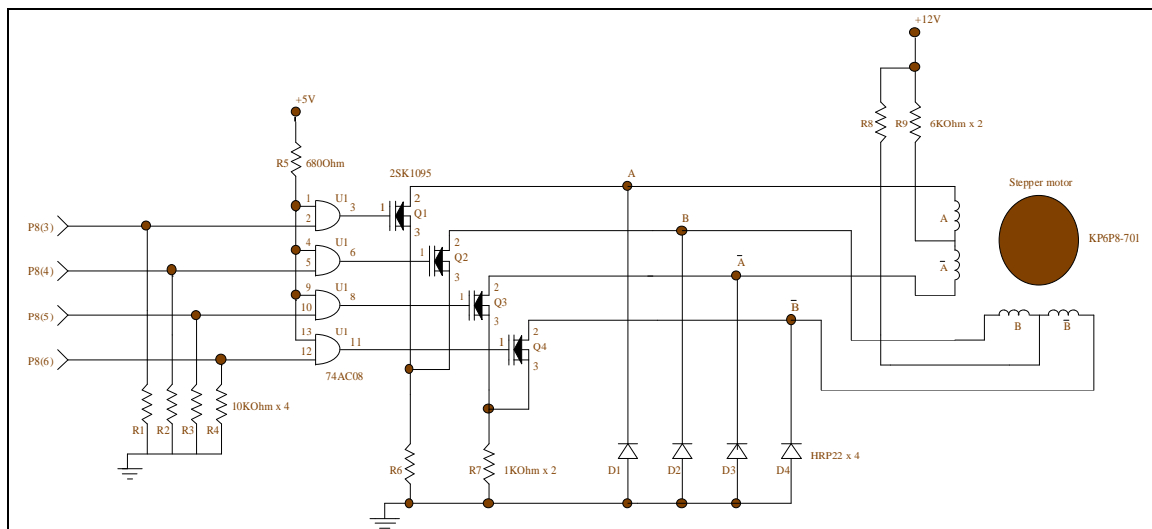 +12V
R8
R9
6KOhm x 2
+5V
R5
680Ohm
2SK1095
A
Stepper motor
1
U1
3
1
2
Q1
3
2
P8(3)
A
B
KP6P8-701
4
U1
6
1
2
Q2
3
5
P8(4)
A
A
9
U1
8
1
2
Q3
3
10
P8(5)
B
B
B
13
U1
11
1
2
Q4
3
12
P8(6)
74AC08
10KOhm x 4
R1
R2
R3
R4
R6
R7
1KOhm x 2
D1
D2
D3
D4
HRP22 x 4